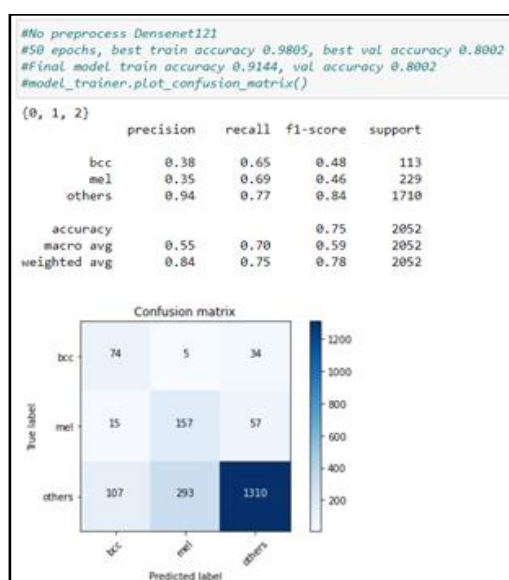 #No preprocess Densenet121
#50 epochs, best train accuracy 0.9805, best val accuracy 0.8002
#Final model train accuracy 0.9144, val accuracy 0.8002
#model_trainer.plot_confusion_matrix()
{0, 1, 2}
precision recall f1-score support
bcc 0.38 0.65 0.48 113
mel 0.35 0.69 0.46 229
others 0.94 0.77 0.84 1710
accuracy 0.75 2052
macro avg 0.55 0.70 0.59 2052
weighted avg 0.84 0.75 0.78 2052
Confusion matrix
bcc 74 5 34
mel 15 157 57
others 107 293 1310
True label
bcc mel others
Predicted label
1200
1000
800
600
400
200